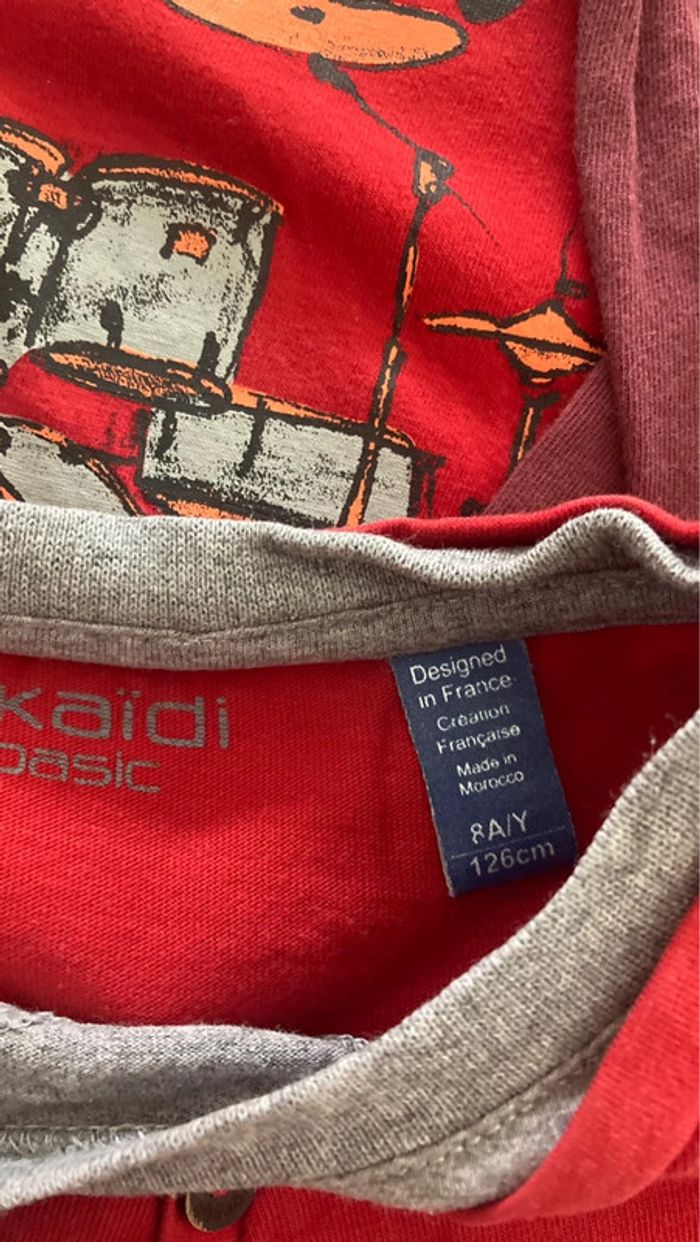 kaïdi
basic
Designed
in France
Création
Française
Made in
Morocco
8A/Y
126cm